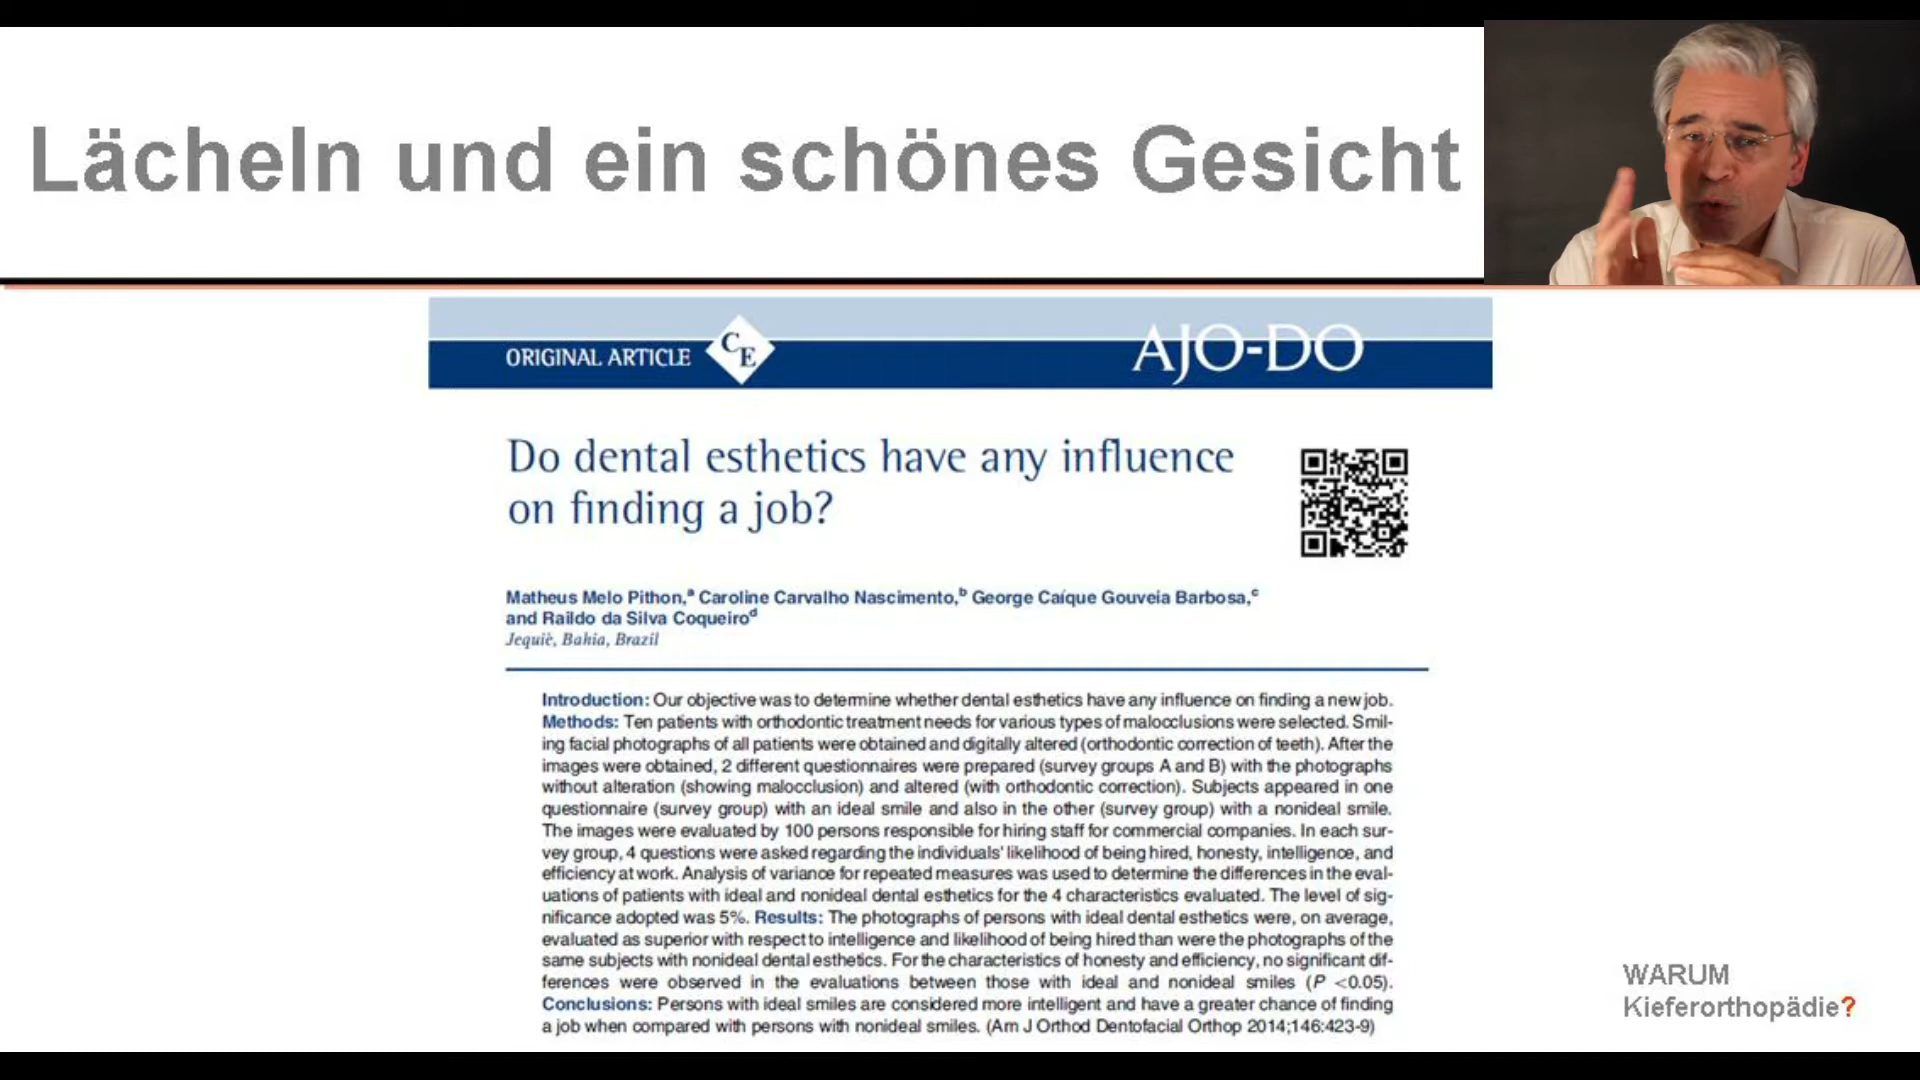 Lächeln und ein schönes Gesicht
ORIGINAL ARTICLE
CE
AJO-DO
Do dental esthetics have any influence
on finding a job?
Matheus Melo Pithon,ᵃ Caroline Carvalho Nascimento,ᵇ George Caíque Gouveia Barbosa,ᶜ
and Raildo da Silva Coqueiroᵈ
Jequiè, Bahia, Brazil
Introduction: Our objective was to determine whether dental esthetics have any influence on finding a new job.
Methods: Ten patients with orthodontic treatment needs for various types of malocclusions were selected. Smil-
ing facial photographs of all patients were obtained and digitally altered (orthodontic correction of teeth). After the
images were obtained, 2 different questionnaires were prepared (survey groups A and B) with the photographs
without alteration (showing malocclusion) and altered (with orthodontic correction). Subjects appeared in one
questionnaire (survey group) with an ideal smile and also in the other (survey group) with a nonideal smile.
The images were evaluated by 100 persons responsible for hiring staff for commercial companies. In each sur-
vey group, 4 questions were asked regarding the individuals' likelihood of being hired, honesty, intelligence, and
efficiency at work. Analysis of variance for repeated measures was used to determine the differences in the eval-
uations of patients with ideal and nonideal dental esthetics for the 4 characteristics evaluated. The level of sig-
nificance adopted was 5%. Results: The photographs of persons with ideal dental esthetics were, on average,
evaluated as superior with respect to intelligence and likelihood of being hired than were the photographs of the
same subjects with nonideal dental esthetics. For the characteristics of honesty and efficiency, no significant dif-
ferences were observed in the evaluations between those with ideal and nonideal smiles (P <0.05).
Conclusions: Persons with ideal smiles are considered more intelligent and have a greater chance of finding
a job when compared with persons with nonideal smiles. (Am J Orthod Dentofacial Orthop 2014;146:423-9)
WARUM
Kieferorthopädie?